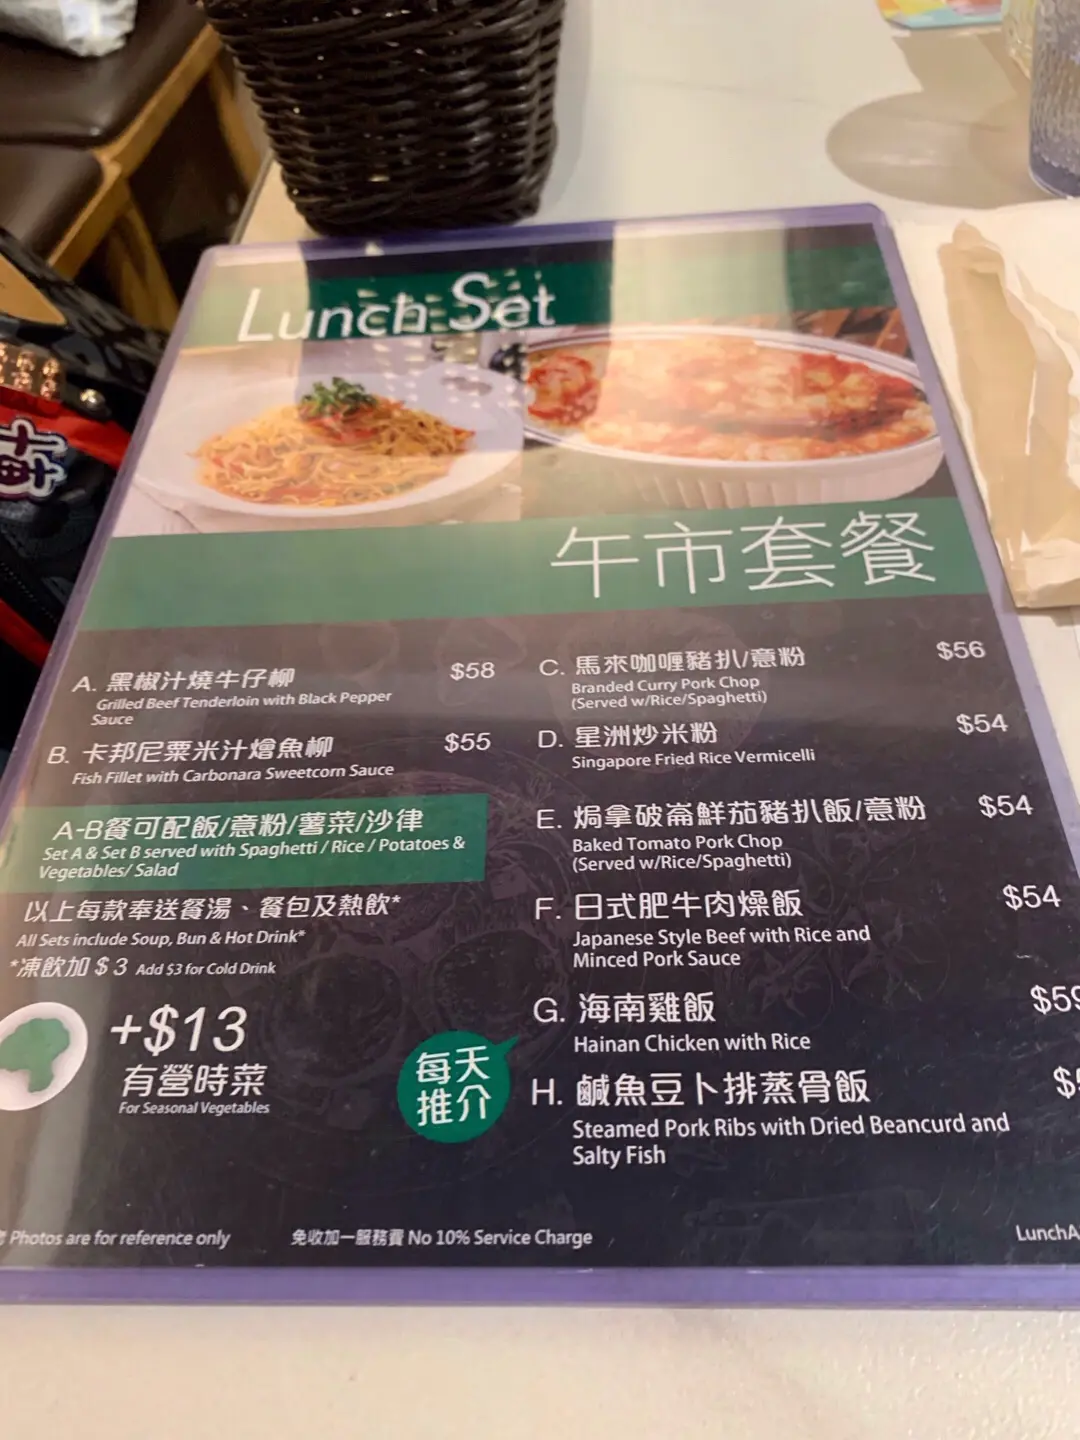 Lunch Set
午市套餐
A. 黑椒汁燒牛仔柳 $58
Grilled Beef Tenderloin with Black Pepper
Sauce
B. 卡邦尼粟米汁燴魚柳 $55
Fish Fillet with Carbonara Sweetcorn Sauce
A-B餐可配飯/意粉/薯菜/沙律
Set A & Set B served with Spaghetti / Rice / Potatoes &
Vegetables/ Salad
以上每款奉送餐湯、餐包及熱飲*
All Sets include Soup, Bun & Hot Drink*
*凍飲加 $3 Add $3 for Cold Drink
+$13
有營時菜
For Seasonal Vegetables
C. 馬來咖喱豬扒/意粉 $56
Branded Curry Pork Chop
(Served w/Rice/Spaghetti)
D. 星洲炒米粉 $54
Singapore Fried Rice Vermicelli
E. 焗拿破崙鮮茄豬扒飯/意粉 $54
Baked Tomato Pork Chop
(Served w/Rice/Spaghetti)
F. 日式肥牛肉燥飯 $54
Japanese Style Beef with Rice and
Minced Pork Sauce
每天
推介
G. 海南雞飯 $59
Hainan Chicken with Rice
H. 鹹魚豆卜排蒸骨飯 $
Steamed Pork Ribs with Dried Beancurd and
Salty Fish
Photos are for reference only
免收加一服務費 No 10% Service Charge
LunchA